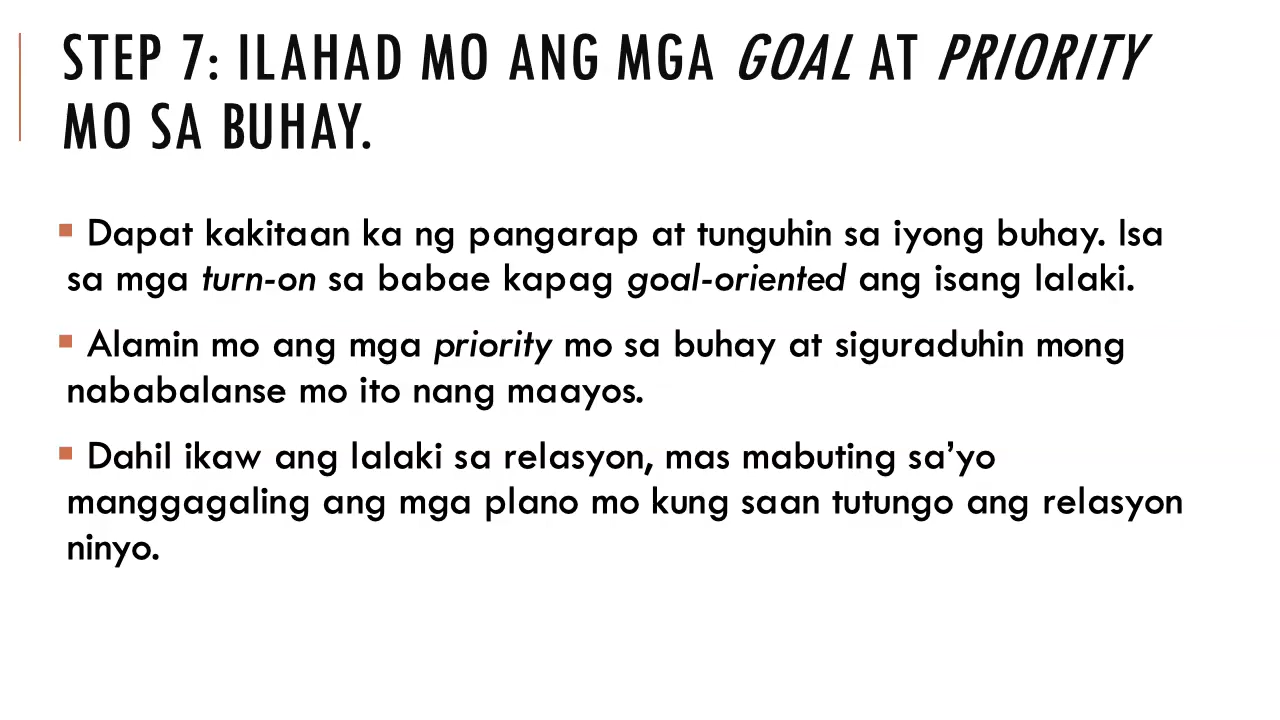 STEP 7: ILAHAD MO ANG MGA GOAL AT PRIORITY
MO SA BUHAY.
▪ Dapat kakitaan ka ng pangarap at tunguhin sa iyong buhay. Isa
sa mga turn-on sa babae kapag goal-oriented ang isang lalaki.
▪ Alamin mo ang mga priority mo sa buhay at siguraduhin mong
nababalanse mo ito nang maayos.
▪ Dahil ikaw ang lalaki sa relasyon, mas mabuting sa’yo
manggagaling ang mga plano mo kung saan tutungo ang relasyon
ninyo.